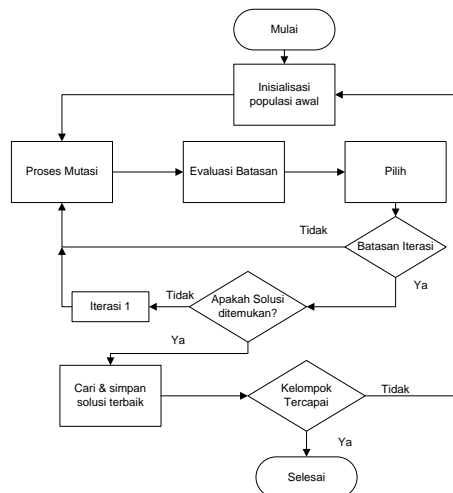 Mulai
Inisialisasi
populasi awal
Proses Mutasi
Evaluasi Batasan
Pilih
Tidak
Batasan Iterasi
Ya
Iterasi 1
Tidak
Apakah Solusi
ditemukan?
Ya
Cari & simpan
solusi terbaik
Kelompok
Tercapai
Tidak
Ya
Selesai